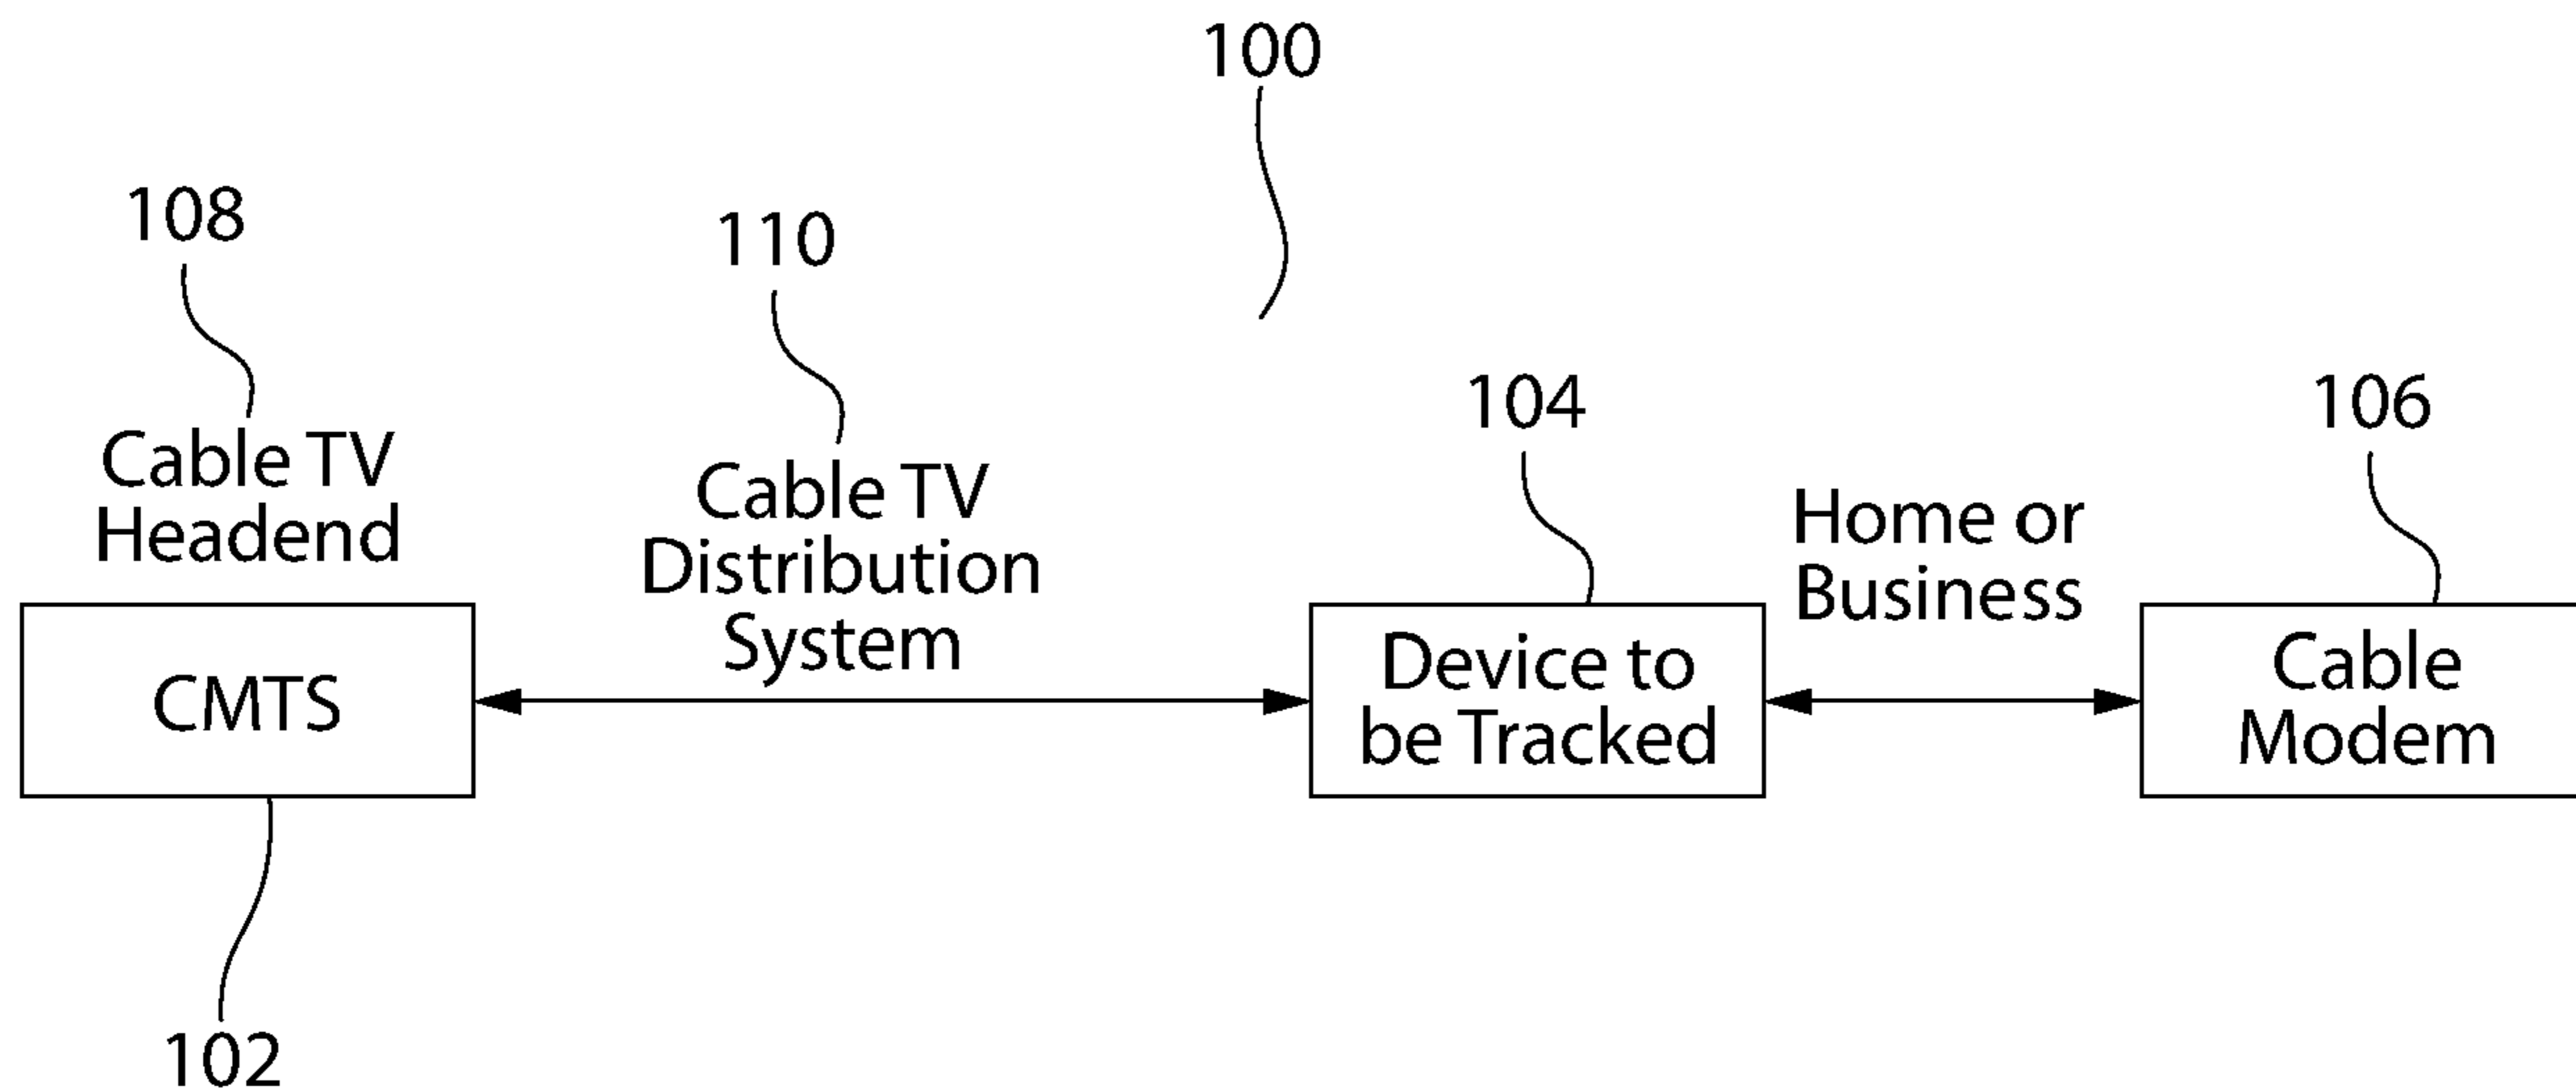 100
108
110
104
106
Cable TV
Headend
Cable TV
Distribution
System
Home or
Business
CMTS
Device to
be Tracked
Cable
Modem
102